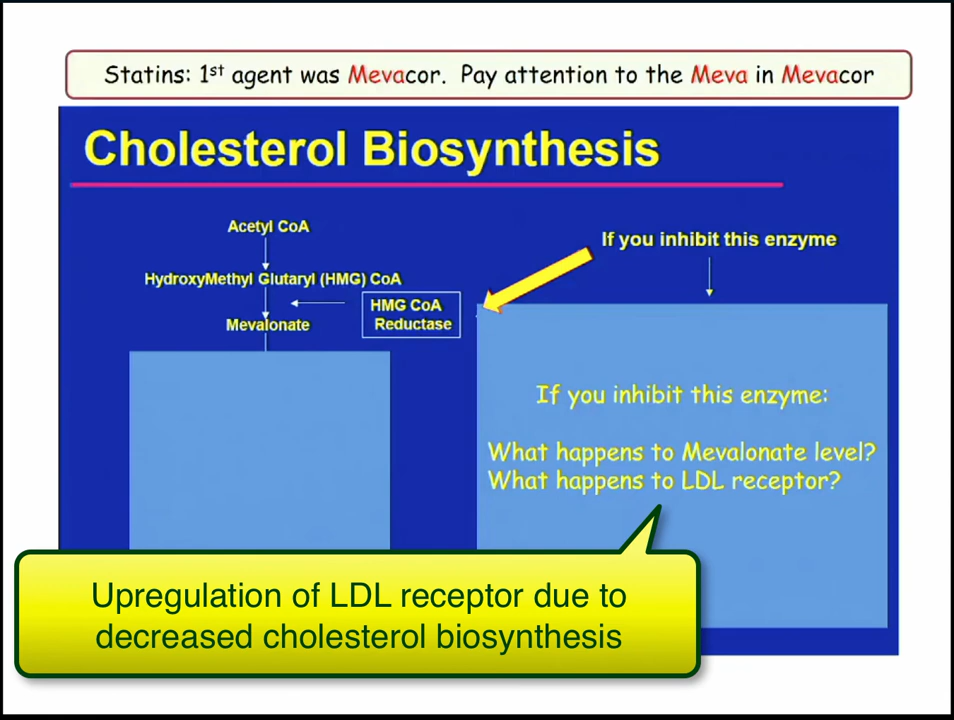 Statins: 1st agent was Mevacor. Pay attention to the Meva in Mevacor
Cholesterol Biosynthesis
Acetyl CoA
HydroxyMethyl Glutaryl (HMG) CoA
HMG CoA
Reductase
Mevalonate
If you inhibit this enzyme
If you inhibit this enzyme:
What happens to Mevalonate level?
What happens to LDL receptor?
Upregulation of LDL receptor due to
decreased cholesterol biosynthesis